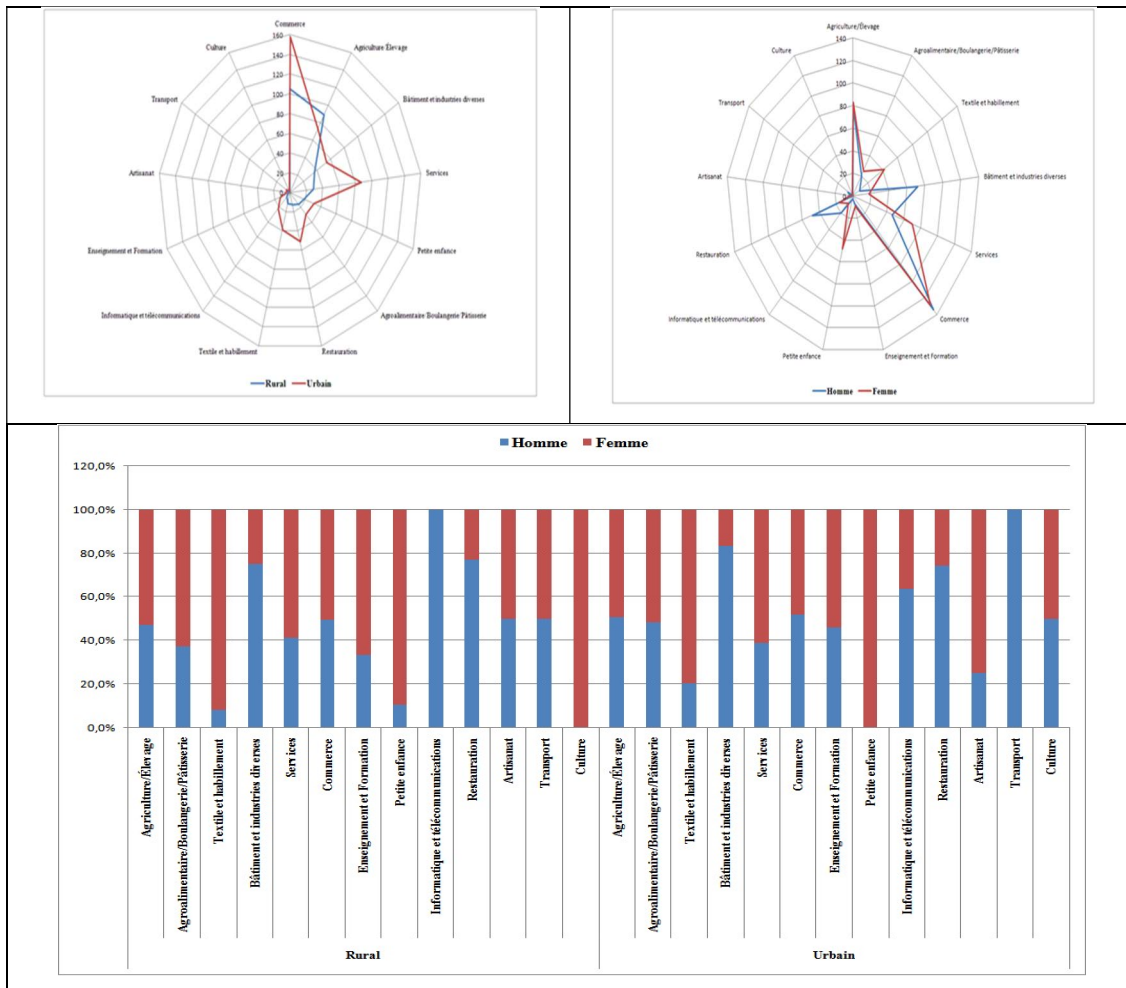 Commerce
160
140
120
100
80
60
40
20
0
Agriculture Élevage
Bâtiment et industries diverses
Services
Petite enfance
Agroalimentaire Boulangerie Pâtisserie
Restauration
Textile et habillement
Informatique et télécommunications
Enseignement et Formation
Artisanat
Transport
Culture
Rural Urbain
Agriculture/Élevage
140
120
100
80
60
40
20
0
Agroalimentaire/Boulangerie/Pâtisserie
Textile et habillement
Bâtiment et industries diverses
Services
Commerce
Enseignement et Formation
Petite enfance
Informatique et télécommunications
Restauration
Artisanat
Transport
Culture
Homme Femme
Homme Femme
120,0%
100,0%
80,0%
60,0%
40,0%
20,0%
0,0%
Agriculture/Élevage
Agroalimentaire/Boulangerie/Pâtisserie
Textile et habillement
Bâtiment et industries diverses
Services
Commerce
Enseignement et Formation
Petite enfance
Informatique et télécommunications
Restauration
Artisanat
Transport
Culture
Agriculture/Élevage
Agroalimentaire/Boulangerie/Pâtisserie
Textile et habillement
Bâtiment et industries diverses
Services
Commerce
Enseignement et Formation
Petite enfance
Informatique et télécommunications
Restauration
Artisanat
Transport
Culture
Rural Urbain